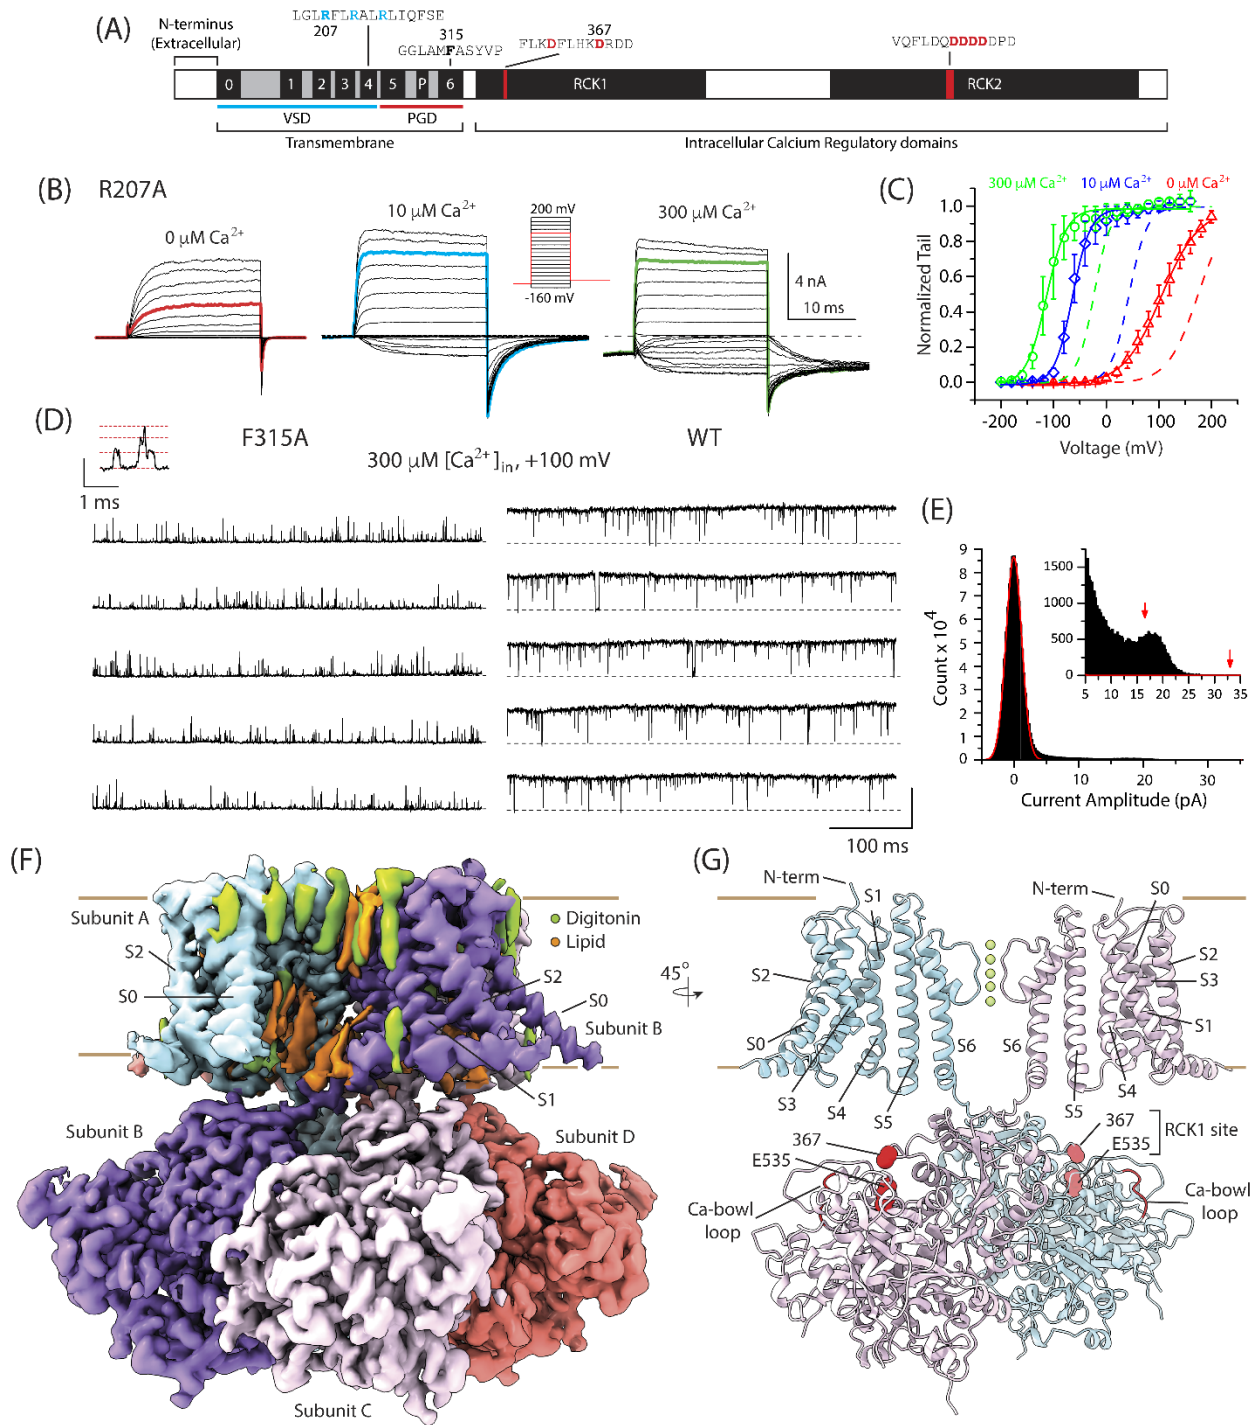 (A)
N-terminus
(Extracellular)
LGLRFLRALRLIQFSE
207
315
GGLAMFASYVP
367
FLKDFLHKDRDD
VQFLDQDDDDDPD
0 1 2 3 4 5 P 6 RCK1 RCK2
VSD PGD
Transmembrane
Intracellular Calcium Regulatory domains
(B)
R207A
0 µM Ca2+
10 µM Ca2+
200 mV
-160 mV
300 µM Ca2+
4 nA
10 ms
(C)
300 µM Ca2+ 10 µM Ca2+ 0 µM Ca2+
Normalized Tail
1.0
0.8
0.6
0.4
0.2
0.0
-200 -100 0 100 200
Voltage (mV)
(D)
F315A
WT
300 µM [Ca2+]in, +100 mV
1 ms
100 ms
(E)
Count x 10^4
9
8
7
6
5
4
3
2
1
0
0 10 20 30
Current Amplitude (pA)
1500
1000
500
0
5 10 15 20 25 30 35
(F)
Subunit A
S2
S0
Digitonin
Lipid
S2
S0
Subunit B
S1
Subunit B
Subunit D
Subunit C
45°
(G)
N-term
S1
S2
S0
S3
S4
S5
S6
N-term
S0
S2
S3
S1
S4
S5
S6
367
E535
Ca-bowl
loop
367
E535
RCK1 site
Ca-bowl
loop